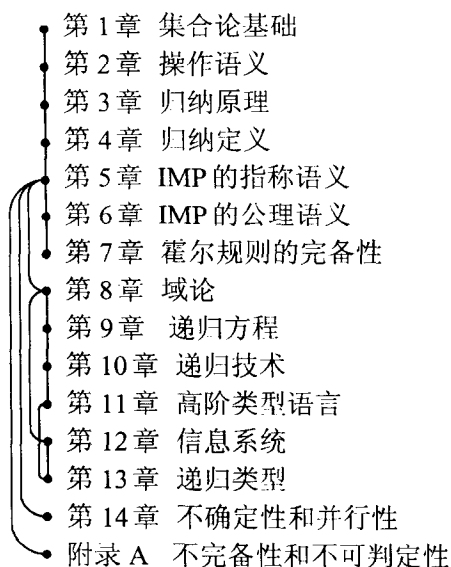 第1章 集合论基础
第2章 操作语义
第3章 归纳原理
第4章 归纳定义
第5章 IMP的指称语义
第6章 IMP的公理语义
第7章 霍尔规则的完备性
第8章 域论
第9章 递归方程
第10章 递归技术
第11章 高阶类型语言
第12章 信息系统
第13章 递归类型
第14章 不确定性和并行性
附录A 不完备性和不可判定性